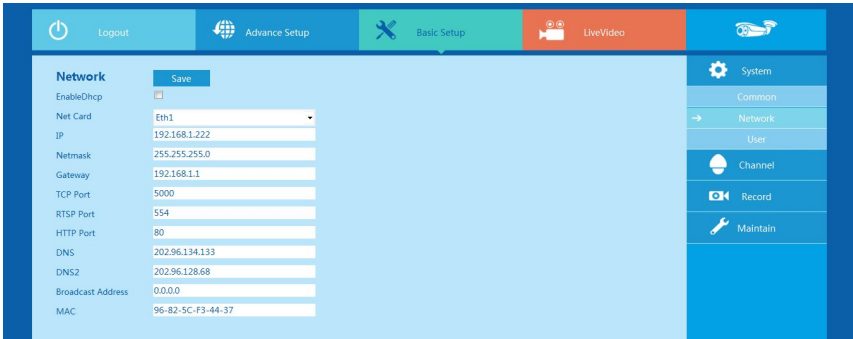 Logout
Advance Setup
Basic Setup
LiveVideo
Network
Save
EnableDhcp
Net Card Eth1
IP 192.168.1.222
Netmask 255.255.255.0
Gateway 192.168.1.1
TCP Port 5000
RTSP Port 554
HTTP Port 80
DNS 202.96.134.133
DNS2 202.96.128.68
Broadcast Address 0.0.0.0
MAC 96-82-5C-F3-44-37
System
Common
Network
User
Channel
Record
Maintain